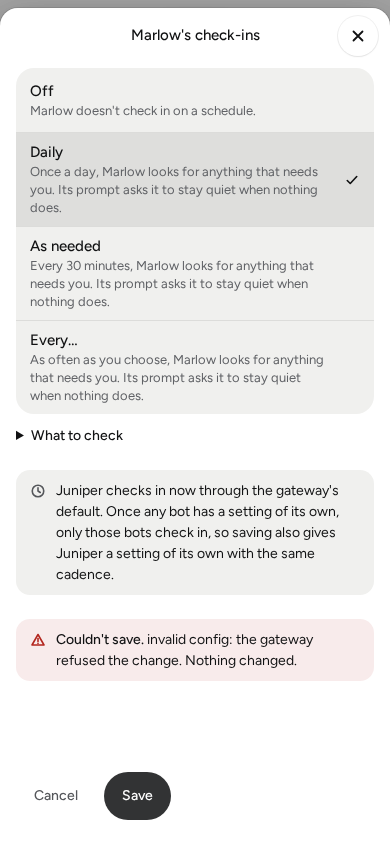 Marlow's check-ins
Off
Marlow doesn't check in on a schedule.
Daily
Once a day, Marlow looks for anything that needs
you. Its prompt asks it to stay quiet when nothing
does.
As needed
Every 30 minutes, Marlow looks for anything that
needs you. Its prompt asks it to stay quiet when
nothing does.
Every...
As often as you choose, Marlow looks for anything
that needs you. Its prompt asks it to stay quiet
when nothing does.
What to check
Juniper checks in now through the gateway's
default. Once any bot has a setting of its own,
only those bots check in, so saving also gives
Juniper a setting of its own with the same
cadence.
Couldn't save. invalid config: the gateway
refused the change. Nothing changed.
Cancel
Save